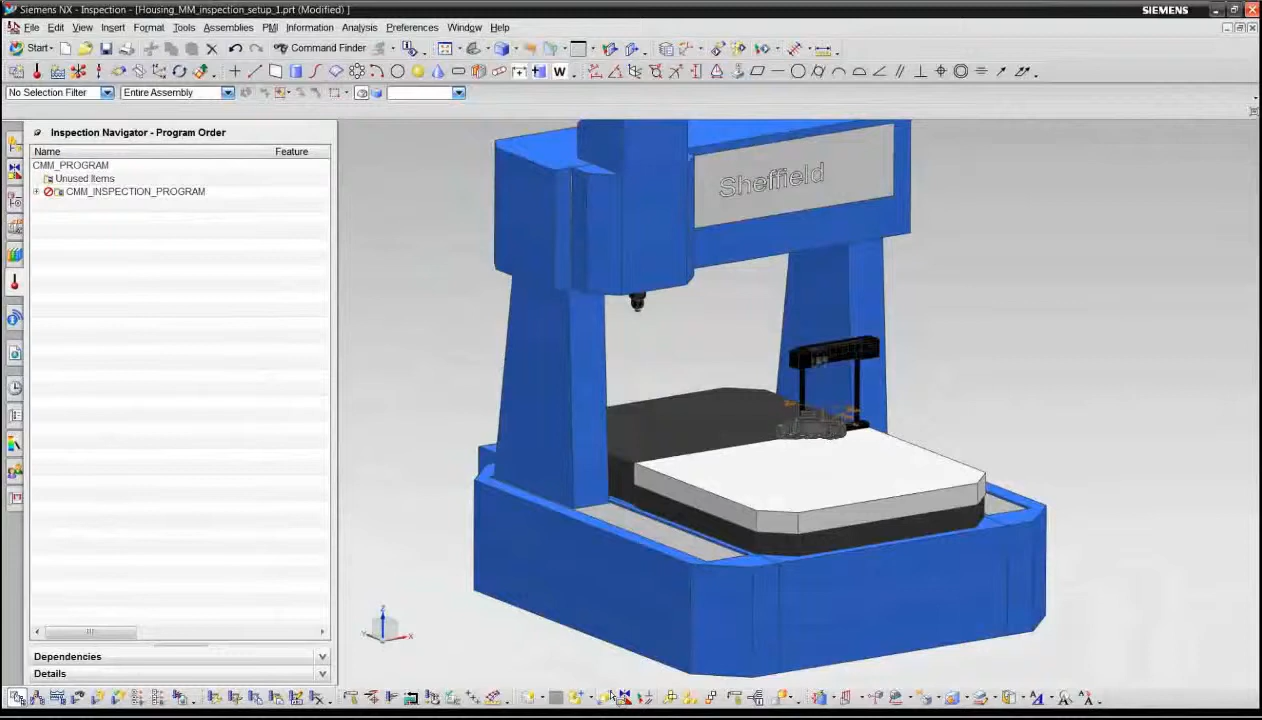 Siemens NX - Inspection - [Housing_MM_inspection_setup_1.prt (Modified) ]
SIEMENS
File Edit View Insert Format Tools Assemblies PMI Information Analysis Preferences Window Help
Start
Command Finder
W
No Selection Filter
Entire Assembly
Inspection Navigator - Program Order
Name Feature
CMM_PROGRAM
Unused Items
CMM_INSPECTION_PROGRAM
Sheffield
Z
Y
X
Dependencies
Details